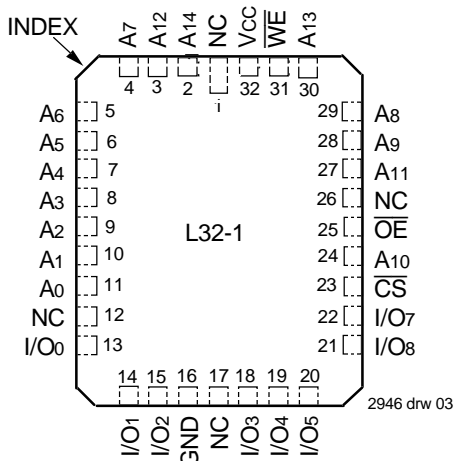 INDEX
A7 A12 A14 NC VCC WE A13
4 3 2 i 32 31 30
A6 5 29 A8
A5 6 28 A9
A4 7 27 A11
A3 8 26 NC
A2 9 L32-1 25 OE
A1 10 24 A10
A0 11 23 CS
NC 12 22 I/O7
I/O0 13 21 I/O8
14 15 16 17 18 19 20
I/O1 I/O2 GND NC I/O3 I/O4 I/O5
2946 drw 03